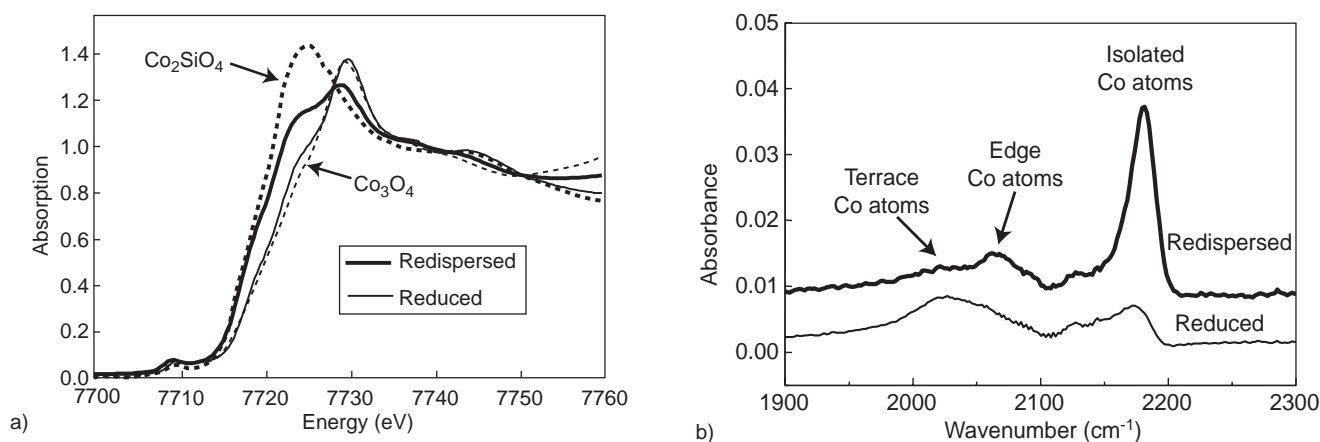 Absorption
1.4
1.2
1.0
0.8
0.6
0.4
0.2
0.0
Co2SiO4
Co3O4
Redispersed
Reduced
7700 7710 7720 7730 7740 7750 7760
Energy (eV)
a)
Absorbance
0.05
0.04
0.03
0.02
0.01
0.00
Isolated
Co atoms
Edge
Co atoms
Terrace
Co atoms
Redispersed
Reduced
1900 2000 2100 2200 2300
Wavenumber (cm-1)
b)